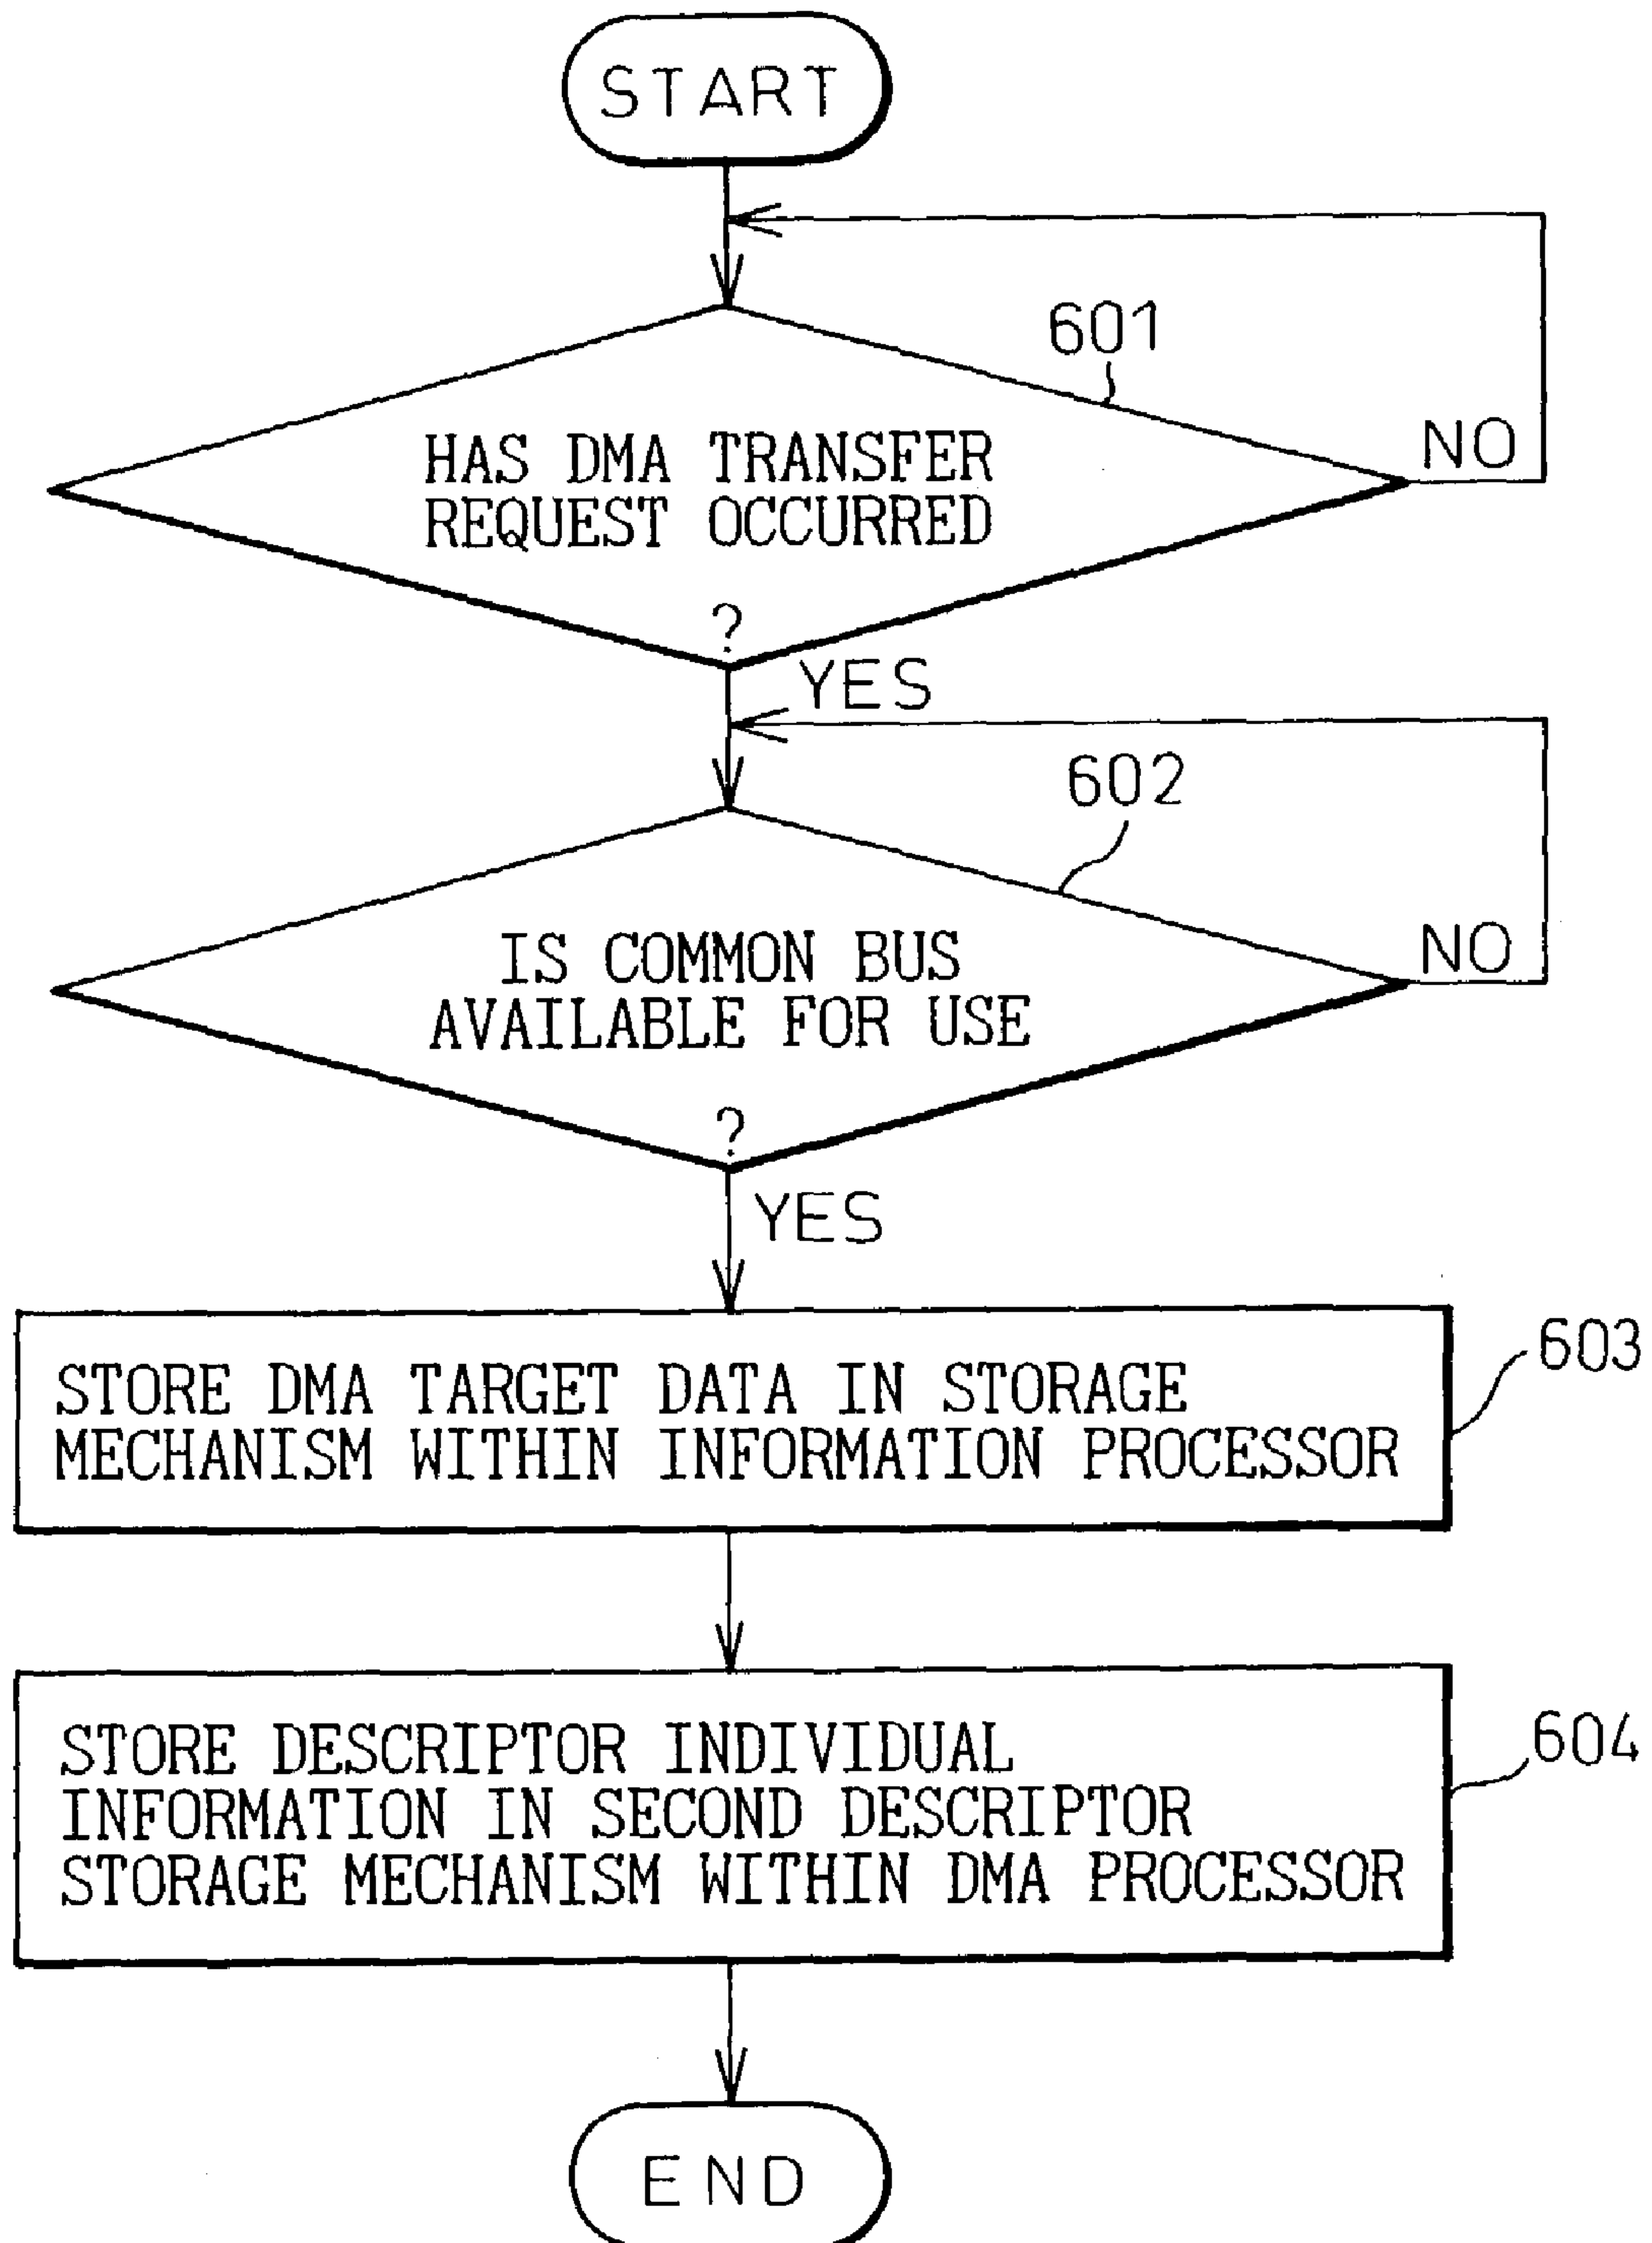 START
601
HAS DMA TRANSFER
REQUEST OCCURRED
?
NO
YES
602
IS COMMON BUS
AVAILABLE FOR USE
?
NO
YES
603
STORE DMA TARGET DATA IN STORAGE
MECHANISM WITHIN INFORMATION PROCESSOR
604
STORE DESCRIPTOR INDIVIDUAL
INFORMATION IN SECOND DESCRIPTOR
STORAGE MECHANISM WITHIN DMA PROCESSOR
END